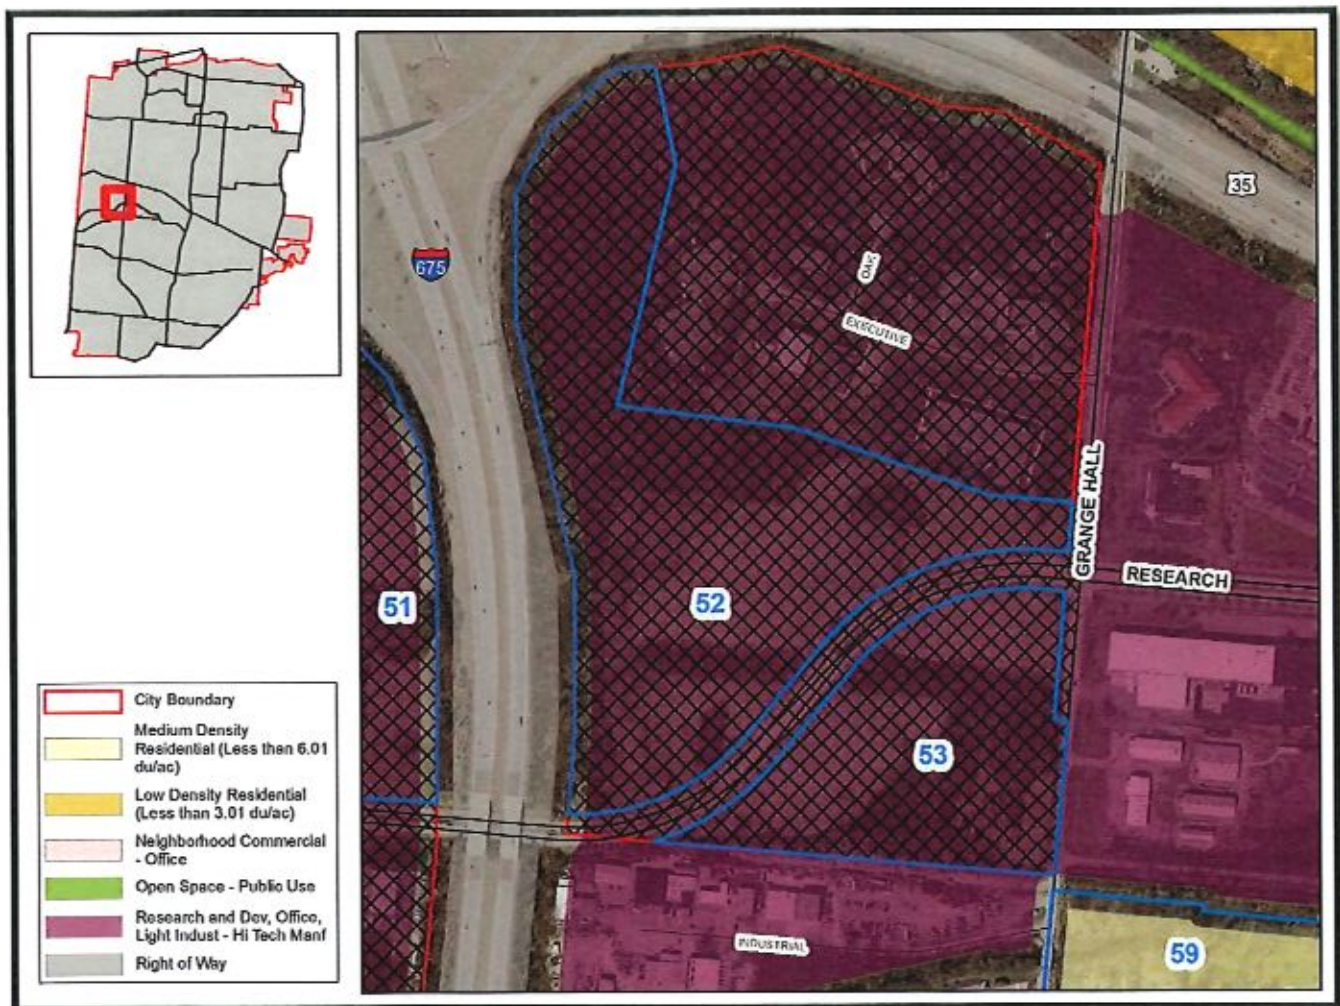 35
675
OAK
EXECUTIVE
GRANGE HALL
RESEARCH
51
52
53
INDUSTRIAL
59
City Boundary
Medium Density
Residential (Less than 6.01
du/ac)
Low Density Residential
(Less than 3.01 du/ac)
Neighborhood Commercial
- Office
Open Space - Public Use
Research and Dev, Office,
Light Indust - Hi Tech Manf
Right of Way